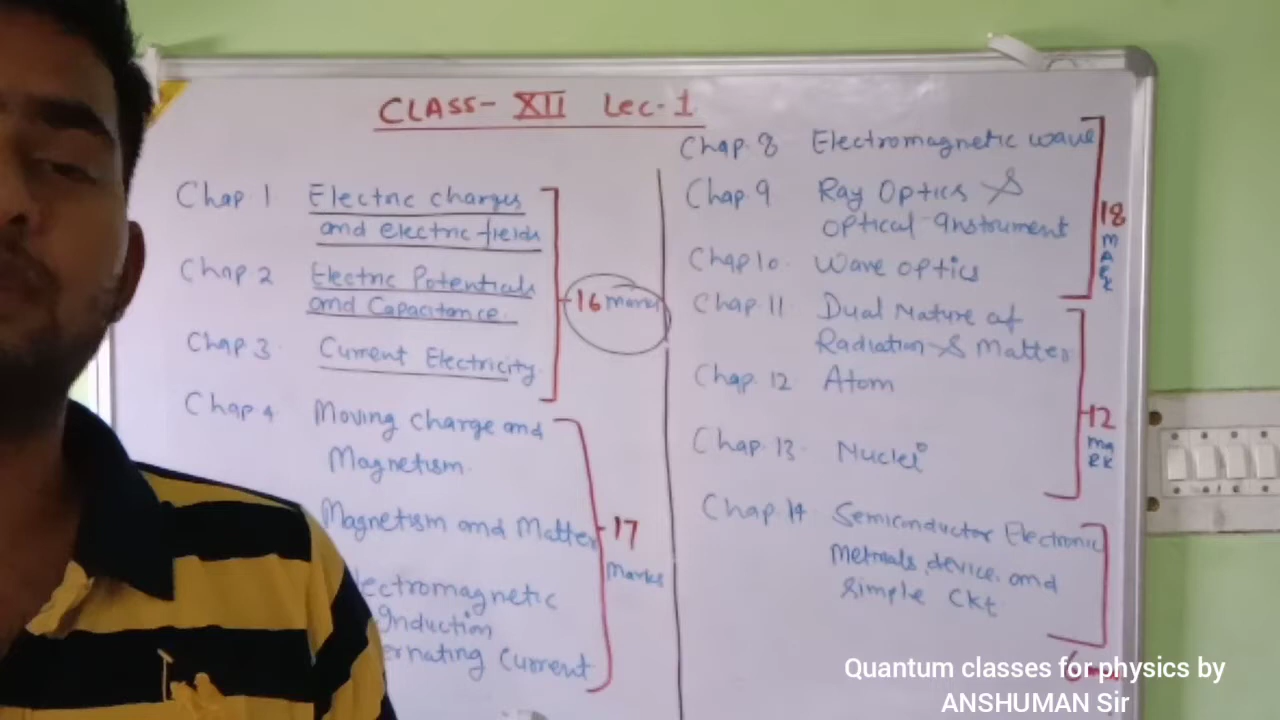 CLASS- XII Lec-1
Chap 1 Electric charges
and electric fields
Chap 2 Electric Potentials
and Capacitance.
16 marks
Chap 3 Current Electricity.
Chap 4 Moving charge and
Magnetism.
Magnetism and Matter
17
marks
lectromagnetic
Induction
ernating Current
Chap. 8 Electromagnetic wave
Chap. 9 Ray Optics &
optical Instrument
18
mark
Chap 10. Wave optics
Chap. 11 Dual Nature of
Radiation & Matter
Chap. 12 Atom
12
mark
Chap. 13. Nuclei
Chap. 14 Semiconductor Electronic
Metrials, device, and
Simple Ckt
6
Quantum classes for physics by
ANSHUMAN Sir